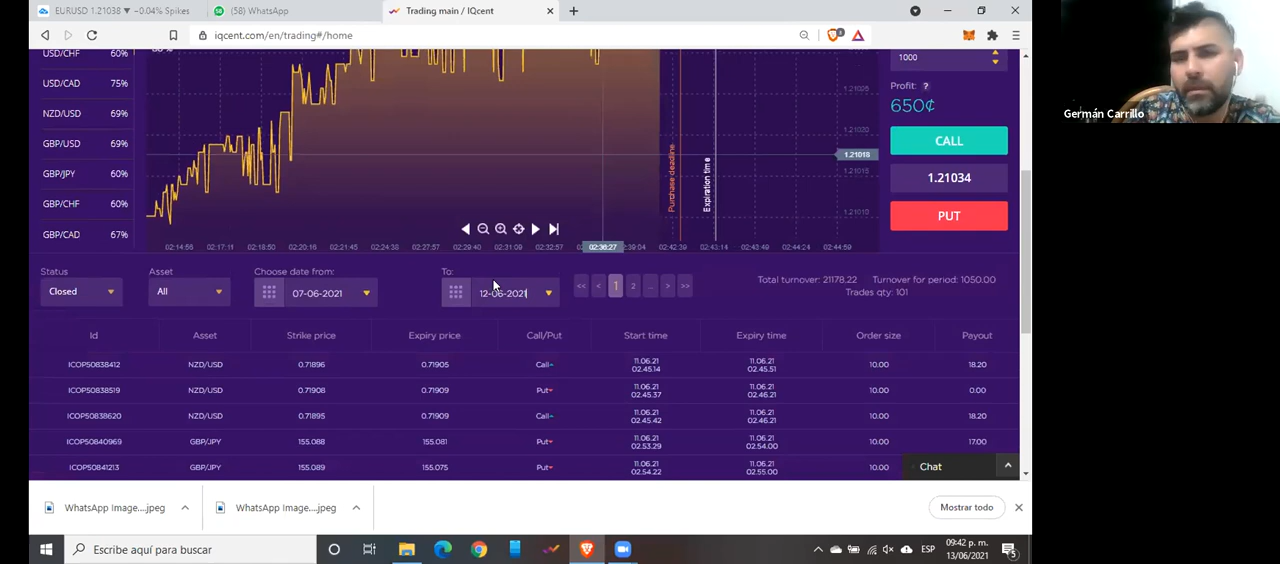 EURUSD 1.21038 ▼ −0.04% Spikes
(58) WhatsApp
Trading main / IQcent
iqcent.com/en/trading#/home
USD/CHF 60%
USD/CAD 75%
NZD/USD 69%
GBP/USD 69%
GBP/JPY 60%
GBP/CHF 60%
GBP/CAD 67%
1.21025
1.21020
1.21018
1.21015
1.21010
Purchase deadline
Expiration time
02:14:56 02:17:11 02:18:50 02:20:16 02:21:45 02:24:38 02:27:57 02:29:40 02:31:09 02:32:57 02:36:27 02:39:04 02:42:39 02:43:14 02:43:49 02:44:24 02:44:59
1000
Profit: ?
650¢
CALL
1.21034
PUT
Germán Carrillo
Status Asset Choose date from: To:
Closed All 07-06-2021 12-06-2021
<< < 1 2 ... > >>
Total turnover: 21178.22 Turnover for period: 1050.00
Trades qty: 101
Id Asset Strike price Expiry price Call/Put Start time Expiry time Order size Payout
ICOP50838412 NZD/USD 0.71896 0.71905 Call 11.06.21 02.45.14 11.06.21 02.45.51 10.00 18.20
ICOP50838519 NZD/USD 0.71908 0.71909 Put 11.06.21 02.45.37 11.06.21 02.46.21 10.00 0.00
ICOP50838620 NZD/USD 0.71895 0.71909 Call 11.06.21 02.45.42 11.06.21 02.46.21 10.00 18.20
ICOP50840969 GBP/JPY 155.088 155.081 Put 11.06.21 02.53.29 11.06.21 02.54.00 10.00 17.00
ICOP50841213 GBP/JPY 155.089 155.075 Put 11.06.21 02.54.22 11.06.21 02.55.00 10.00
Chat
WhatsApp Image....jpeg
WhatsApp Image....jpeg
Mostrar todo
Escribe aquí para buscar
ESP
09:42 p. m.
13/06/2021